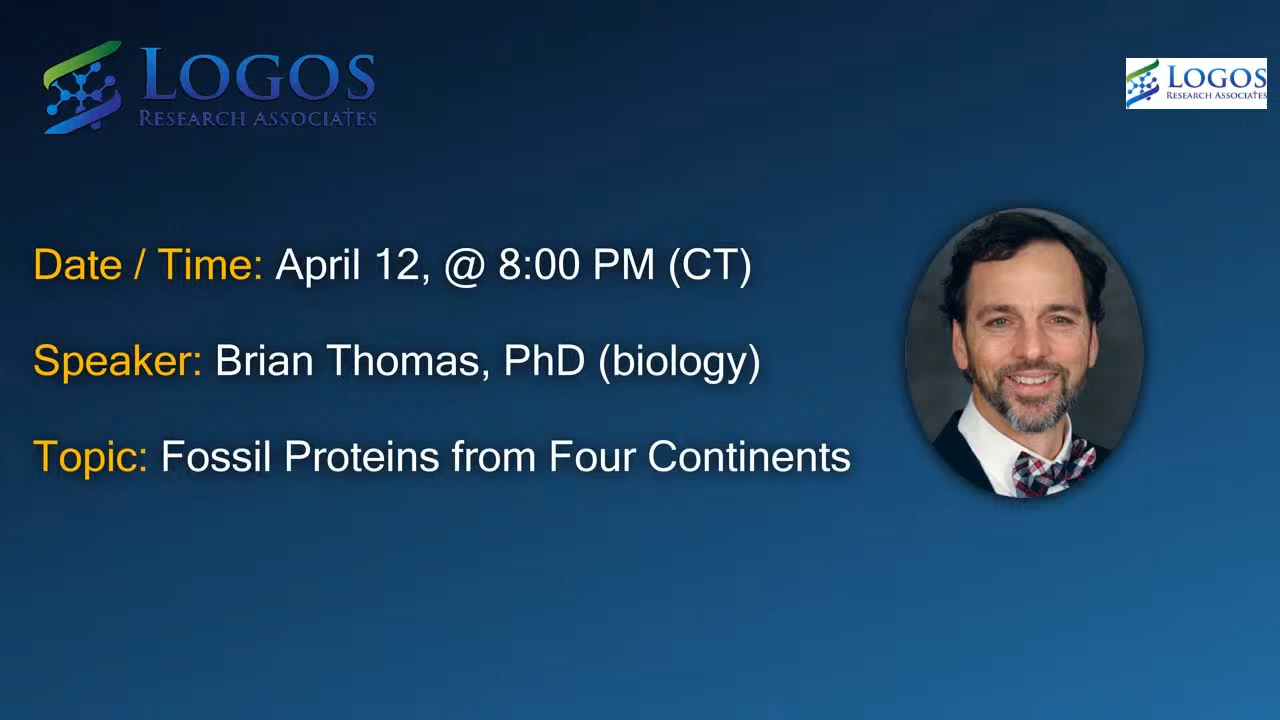 LOGOS
RESEARCH ASSOCIATES
LOGOS
RESEARCH ASSOCIATES
Date / Time: April 12, @ 8:00 PM (CT)
Speaker: Brian Thomas, PhD (biology)
Topic: Fossil Proteins from Four Continents